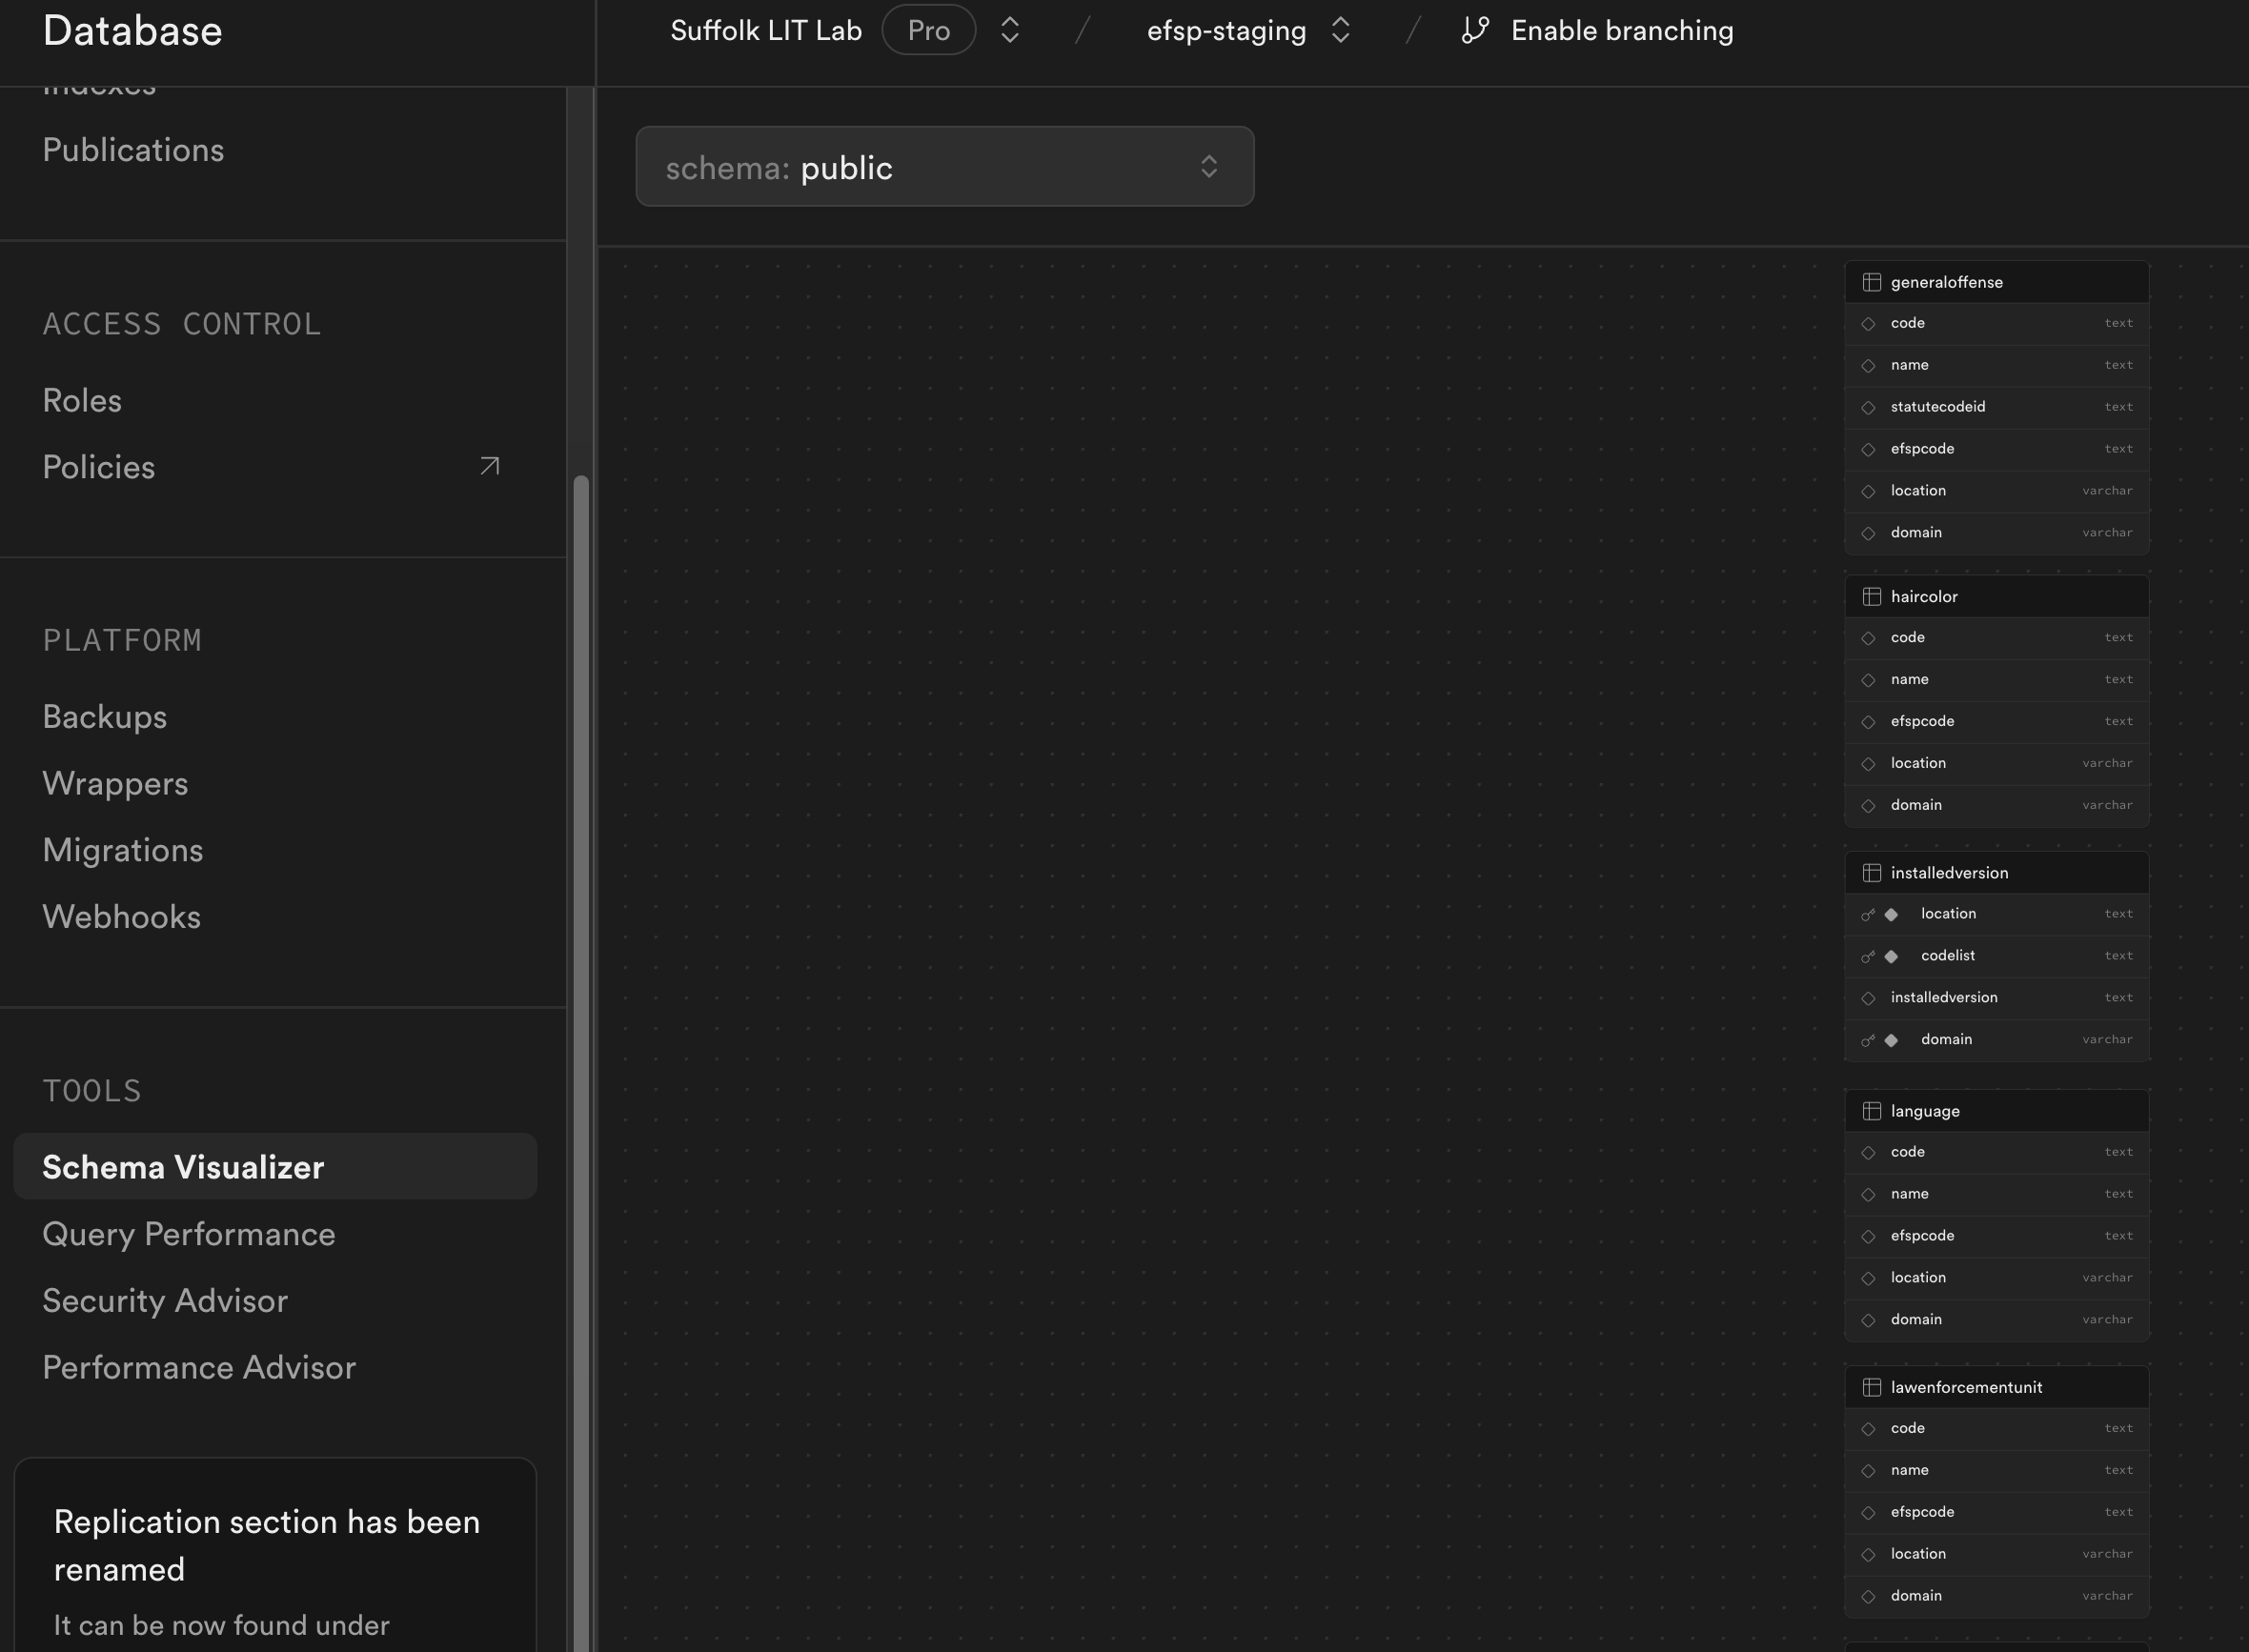 Database
Suffolk LIT Lab Pro / efsp-staging / Enable branching
Indexes
Publications
ACCESS CONTROL
Roles
Policies
PLATFORM
Backups
Wrappers
Migrations
Webhooks
TOOLS
Schema Visualizer
Query Performance
Security Advisor
Performance Advisor
Replication section has been
renamed
It can be now found under
schema: public
generaloffense
code text
name text
statutecodeid text
efspcode text
location varchar
domain varchar
haircolor
code text
name text
efspcode text
location varchar
domain varchar
installedversion
location text
codelist text
installedversion text
domain varchar
language
code text
name text
efspcode text
location varchar
domain varchar
lawenforcementunit
code text
name text
efspcode text
location varchar
domain varchar